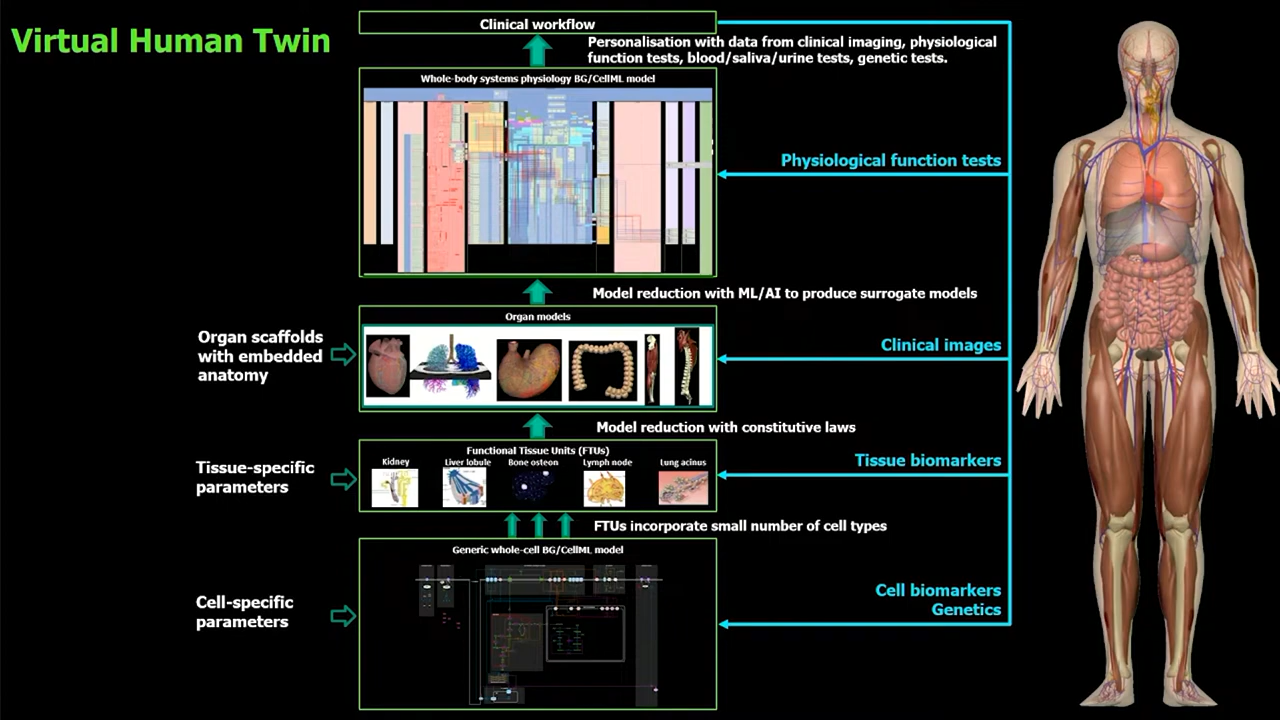 Virtual Human Twin
Clinical workflow
Personalisation with data from clinical imaging, physiological
function tests, blood/saliva/urine tests, genetic tests.
Whole-body systems physiology BG/CellML model
Physiological function tests
Model reduction with ML/AI to produce surrogate models
Organ models
Organ scaffolds
with embedded
anatomy
Clinical images
Model reduction with constitutive laws
Functional Tissue Units (FTUs)
Kidney
Liver lobule
Bone osteon
Lymph node
Lung acinus
Tissue-specific
parameters
Tissue biomarkers
FTUs incorporate small number of cell types
Generic whole-cell BG/CellML model
Cell-specific
parameters
Cell biomarkers
Genetics